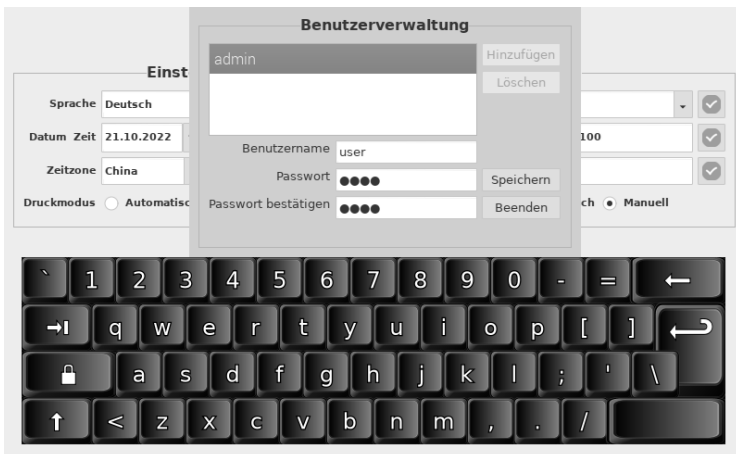 Benutzerverwaltung
admin
Hinzufügen
Löschen
Benutzername user
Passwort ●●●● Speichern
Passwort bestätigen ●●●● Beenden
Einst
Sprache Deutsch
Datum Zeit 21.10.2022 100
Zeitzone China
Druckmodus Automatisc ch Manuell
` 1 2 3 4 5 6 7 8 9 0 - =
q w e r t y u i o p [ ]
a s d f g h j k l ; ' \
< z x c v b n m , . /